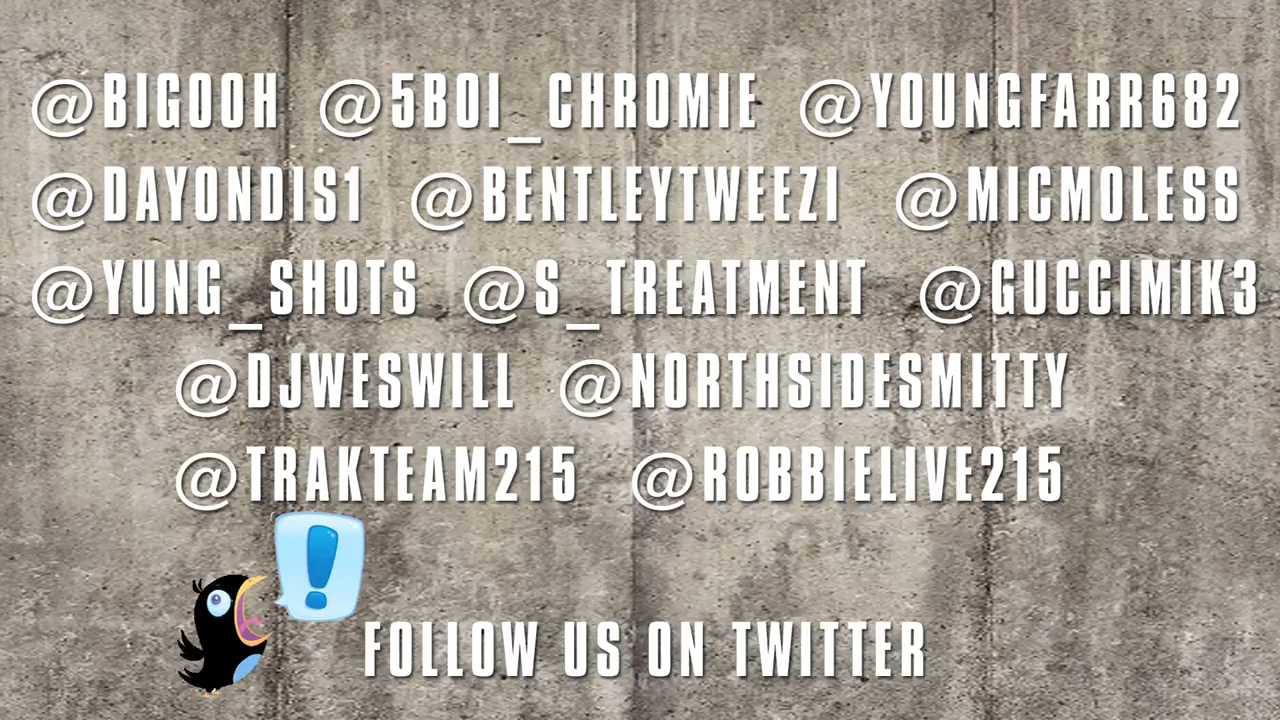 @BIGOOH @5BOI_CHROMIE @YOUNGFARR682
@DAYONDIS1 @BENTLEYTWEEZI @MICMOLESS
@YUNG_SHOTS @S_TREATMENT @GUCCIMIK3
@DJWESWILL @NORTHSIDESMITTY
@TRAKTEAM215 @ROBBIELIVE215
!
FOLLOW US ON TWITTER